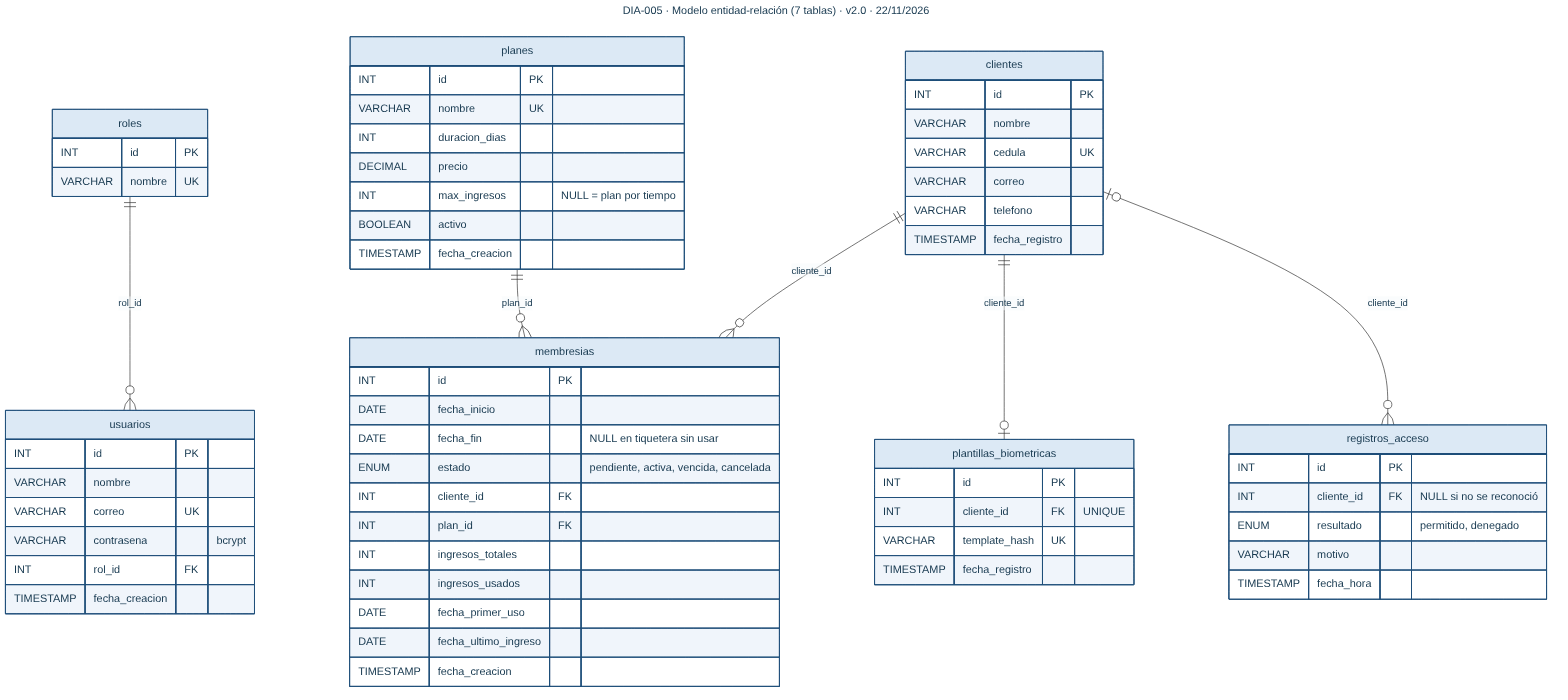 DIA-005 · Modelo entidad-relación (7 tablas) · v2.0 · 22/11/2026
planes
INT id PK
VARCHAR nombre UK
INT duracion_dias
DECIMAL precio
INT max_ingresos NULL = plan por tiempo
BOOLEAN activo
TIMESTAMP fecha_creacion
clientes
INT id PK
VARCHAR nombre
VARCHAR cedula UK
VARCHAR correo
VARCHAR telefono
TIMESTAMP fecha_registro
roles
INT id PK
VARCHAR nombre UK
rol_id
plan_id
cliente_id
cliente_id
cliente_id
usuarios
INT id PK
VARCHAR nombre
VARCHAR correo UK
VARCHAR contrasena bcrypt
INT rol_id FK
TIMESTAMP fecha_creacion
membresias
INT id PK
DATE fecha_inicio
DATE fecha_fin NULL en tiquetera sin usar
ENUM estado pendiente, activa, vencida, cancelada
INT cliente_id FK
INT plan_id FK
INT ingresos_totales
INT ingresos_usados
DATE fecha_primer_uso
DATE fecha_ultimo_ingreso
TIMESTAMP fecha_creacion
plantillas_biometricas
INT id PK
INT cliente_id FK UNIQUE
VARCHAR template_hash UK
TIMESTAMP fecha_registro
registros_acceso
INT id PK
INT cliente_id FK NULL si no se reconoció
ENUM resultado permitido, denegado
VARCHAR motivo
TIMESTAMP fecha_hora